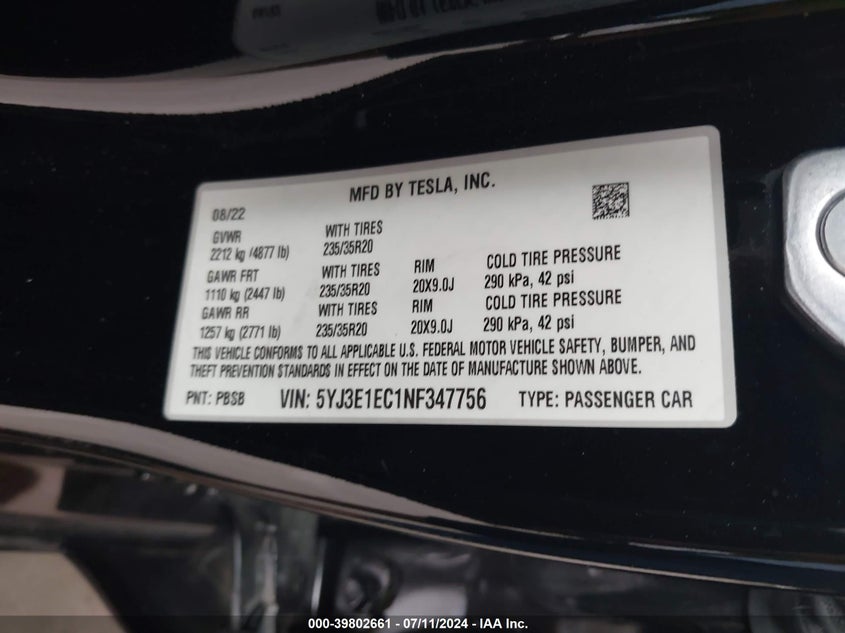 MFD BY TESLA, INC.
08/22
GVWR WITH TIRES
2212 kg /4877 lb) 235/35R20
GAWR FRT WITH TIRES RIM COLD TIRE PRESSURE
1110 kg (2447 lb) 235/35R20 20X9.0J 290 kPa, 42 psi
GAWR RR WITH TIRES RIM COLD TIRE PRESSURE
1257 kg (2771 lb) 235/35R20 20X9.0J 290 kPa, 42 psi
THIS VEHICLE CONFORMS TO ALL APPLICABLE U.S. FEDERAL MOTOR VEHICLE SAFETY, BUMPER, AND
THEFT PREVENTION STANDARDS IN EFFECT ON THE DATE OF MANUFACTURE SHOWN ABOVE.
PNT: PBSB VIN: 5YJ3E1EC1NF347756 TYPE: PASSENGER CAR
000-39802661 - 07/11/2024 - IAA Inc.